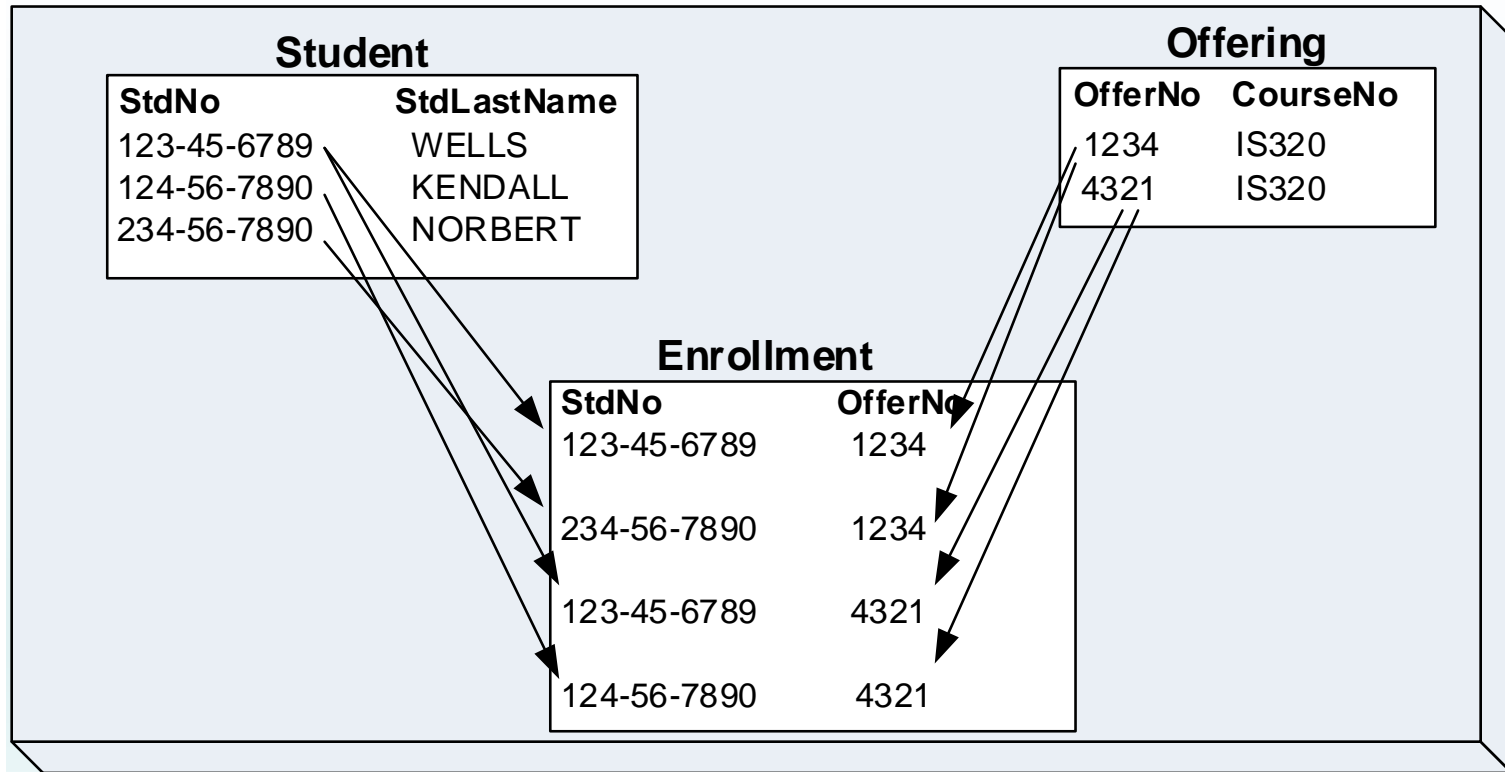 Student
StdNo StdLastName
123-45-6789 WELLS
124-56-7890 KENDALL
234-56-7890 NORBERT
Offering
OfferNo CourseNo
1234 IS320
4321 IS320
Enrollment
StdNo OfferNo
123-45-6789 1234
234-56-7890 1234
123-45-6789 4321
124-56-7890 4321